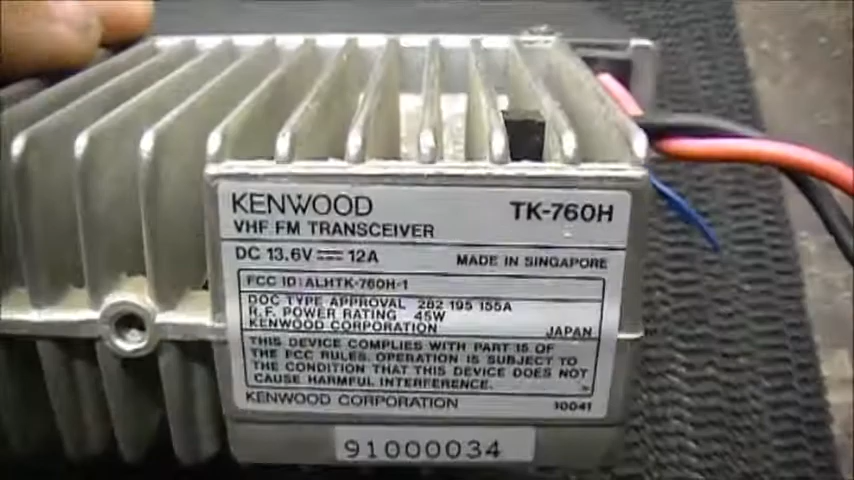 KENWOOD TK-760H
VHF FM TRANSCEIVER
DC 13.6V ⎓ 12A MADE IN SINGAPORE
FCC ID: ALHTK-760H-1
DOC TYPE APPROVAL 282 195 155A
R.F. POWER RATING 45W
KENWOOD CORPORATION JAPAN
THIS DEVICE COMPLIES WITH PART 15 OF
THE FCC RULES. OPERATION IS SUBJECT TO
THE CONDITION THAT THIS DEVICE DOES NOT
CAUSE HARMFUL INTERFERENCE.
KENWOOD CORPORATION 10041
91000034